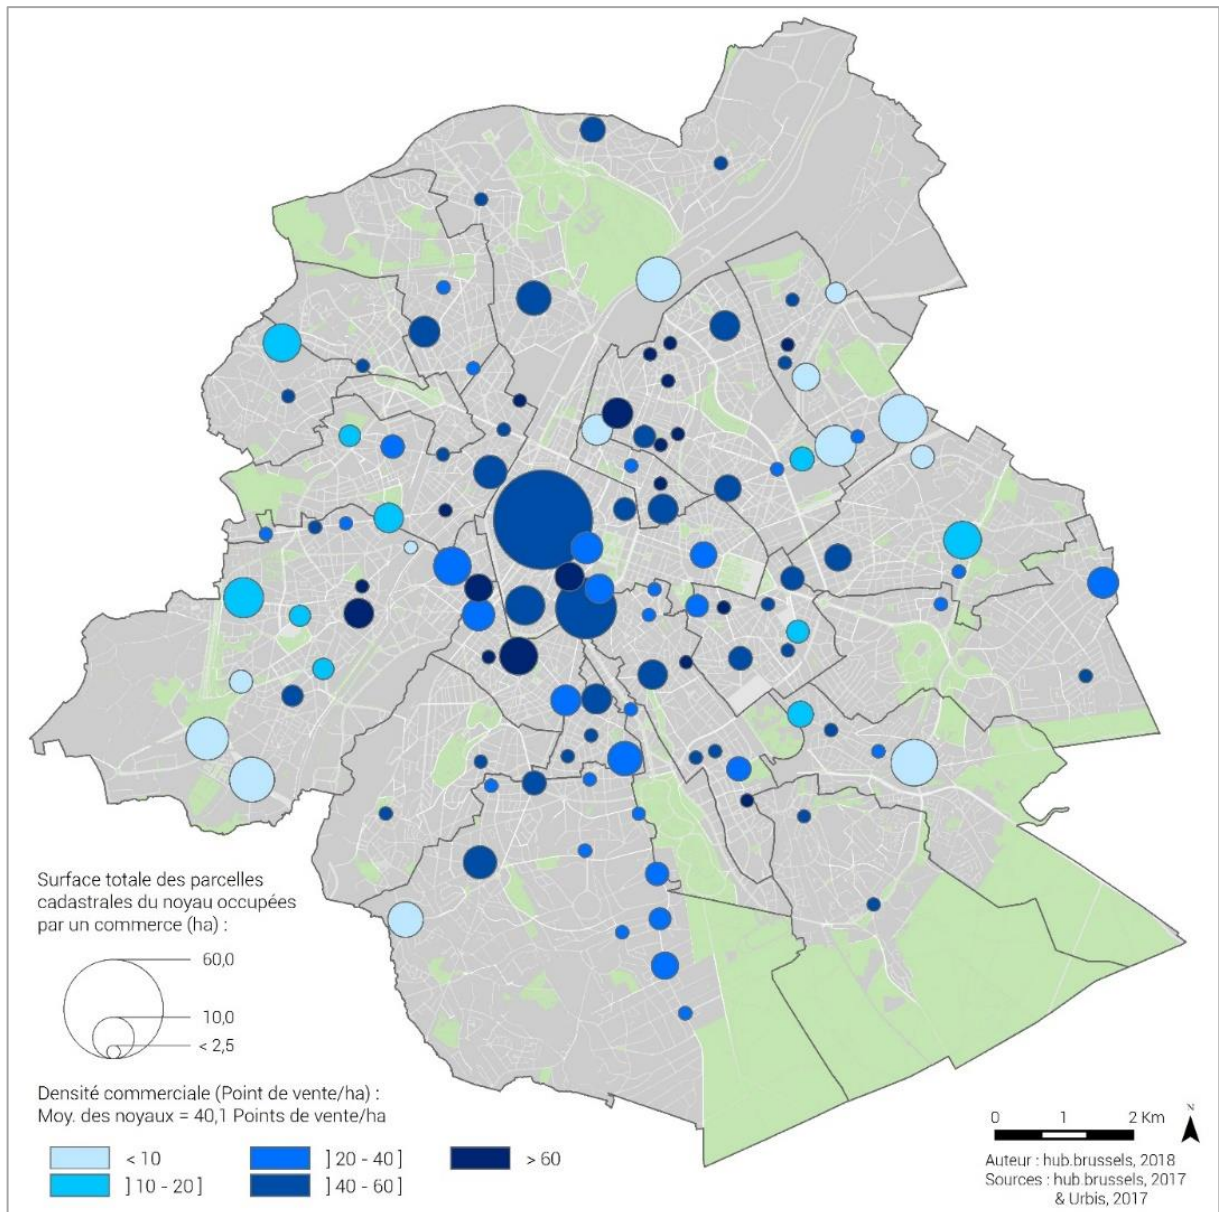 Surface totale des parcelles
cadastrales du noyau occupées
par un commerce (ha) :
60,0
10,0
< 2,5
Densité commerciale (Point de vente/ha) :
Moy. des noyaux = 40,1 Points de vente/ha
< 10
] 20 - 40 ]
> 60
] 10 - 20 ]
] 40 - 60 ]
0 1 2 Km
N
Auteur : hub.brussels, 2018
Sources : hub.brussels, 2017
& Urbis, 2017